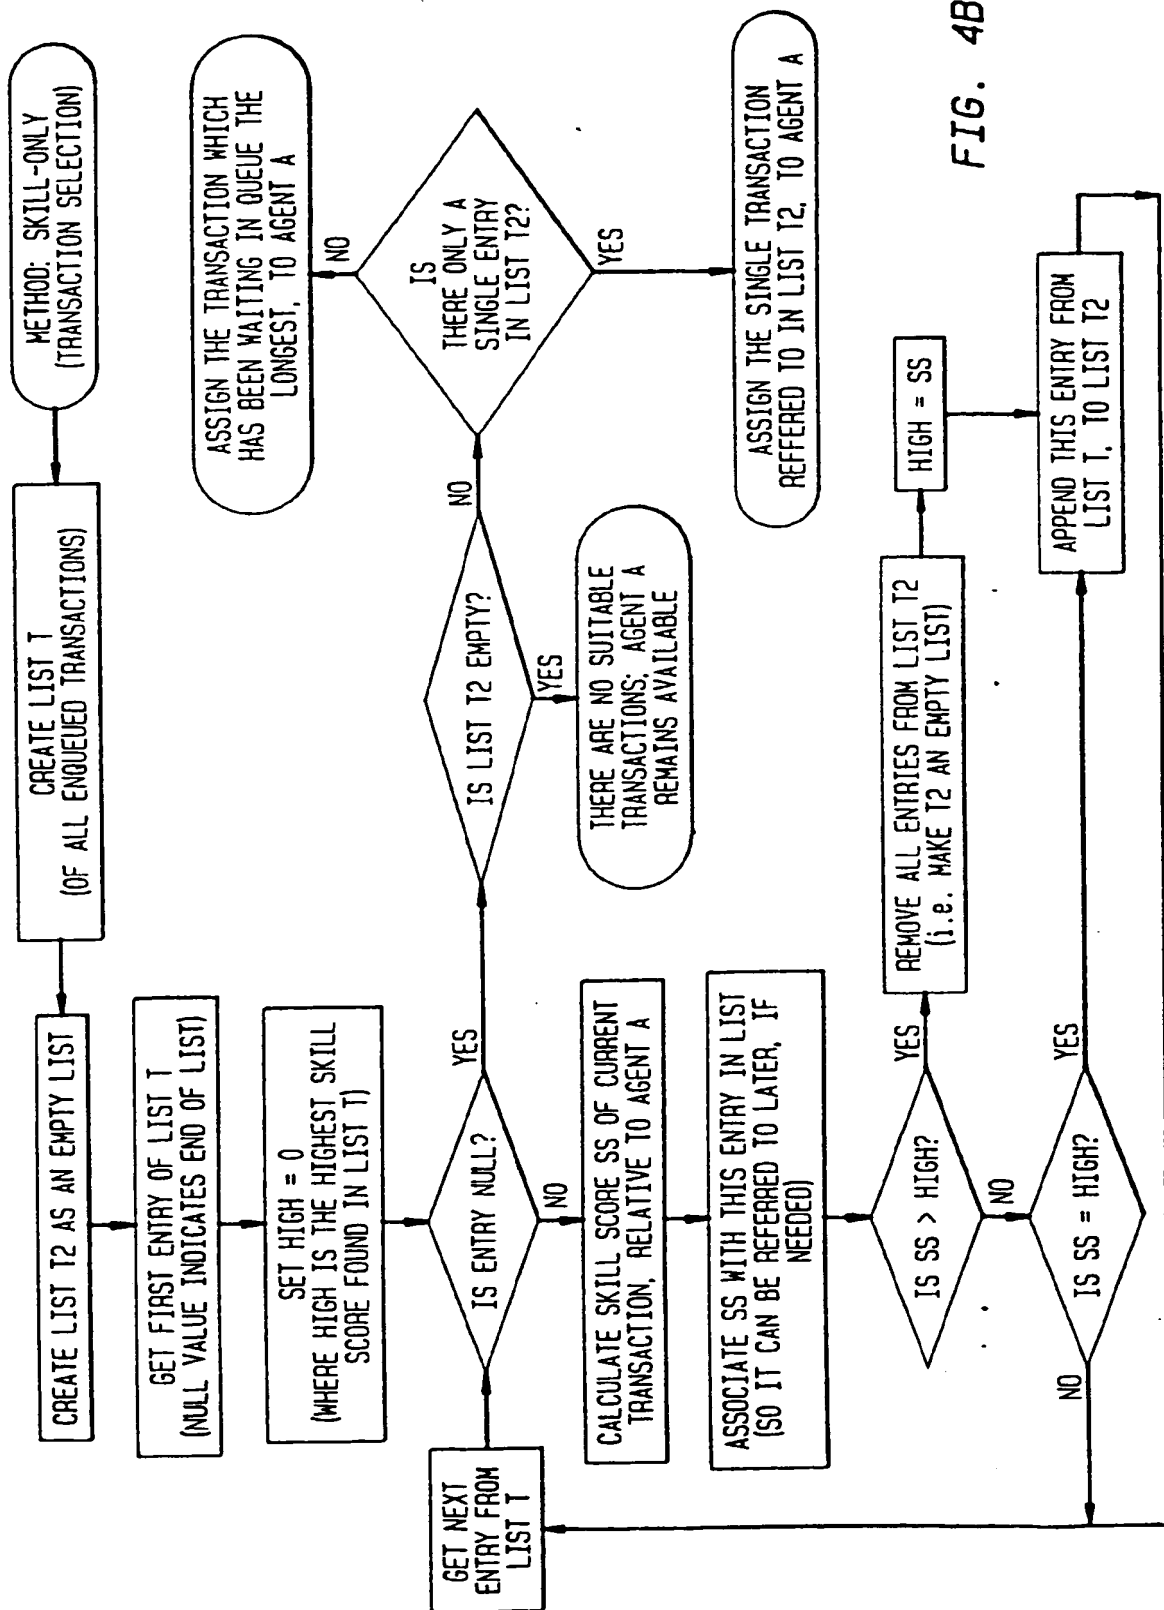 METHOD: SKILL-ONLY
(TRANSACTION SELECTION)
CREATE LIST T
(OF ALL ENQUEUED TRANSACTIONS)
CREATE LIST T2 AS AN EMPTY LIST
GET FIRST ENTRY OF LIST T
(NULL VALUE INDICATES END OF LIST)
SET HIGH = 0
(WHERE HIGH IS THE HIGHEST SKILL
SCORE FOUND IN LIST T)
GET NEXT
ENTRY FROM
LIST T
IS ENTRY NULL?
YES
NO
IS LIST T2 EMPTY?
NO
YES
THERE ARE NO SUITABLE
TRANSACTIONS; AGENT A
REMAINS AVAILABLE
IS
THERE ONLY A
SINGLE ENTRY
IN LIST T2?
NO
YES
ASSIGN THE TRANSACTION WHICH
HAS BEEN WAITING IN QUEUE THE
LONGEST, TO AGENT A
ASSIGN THE SINGLE TRANSACTION
REFFERED TO IN LIST T2, TO AGENT A
CALCULATE SKILL SCORE SS OF CURRENT
TRANSACTION, RELATIVE TO AGENT A
ASSOCIATE SS WITH THIS ENTRY IN LIST
(SO IT CAN BE REFERRED TO LATER, IF
NEEDED)
IS SS > HIGH?
YES
NO
REMOVE ALL ENTRIES FROM LIST T2
(i.e. MAKE T2 AN EMPTY LIST)
HIGH = SS
IS SS = HIGH?
YES
NO
APPEND THIS ENTRY FROM
LIST T, TO LIST T2
FIG. 4B